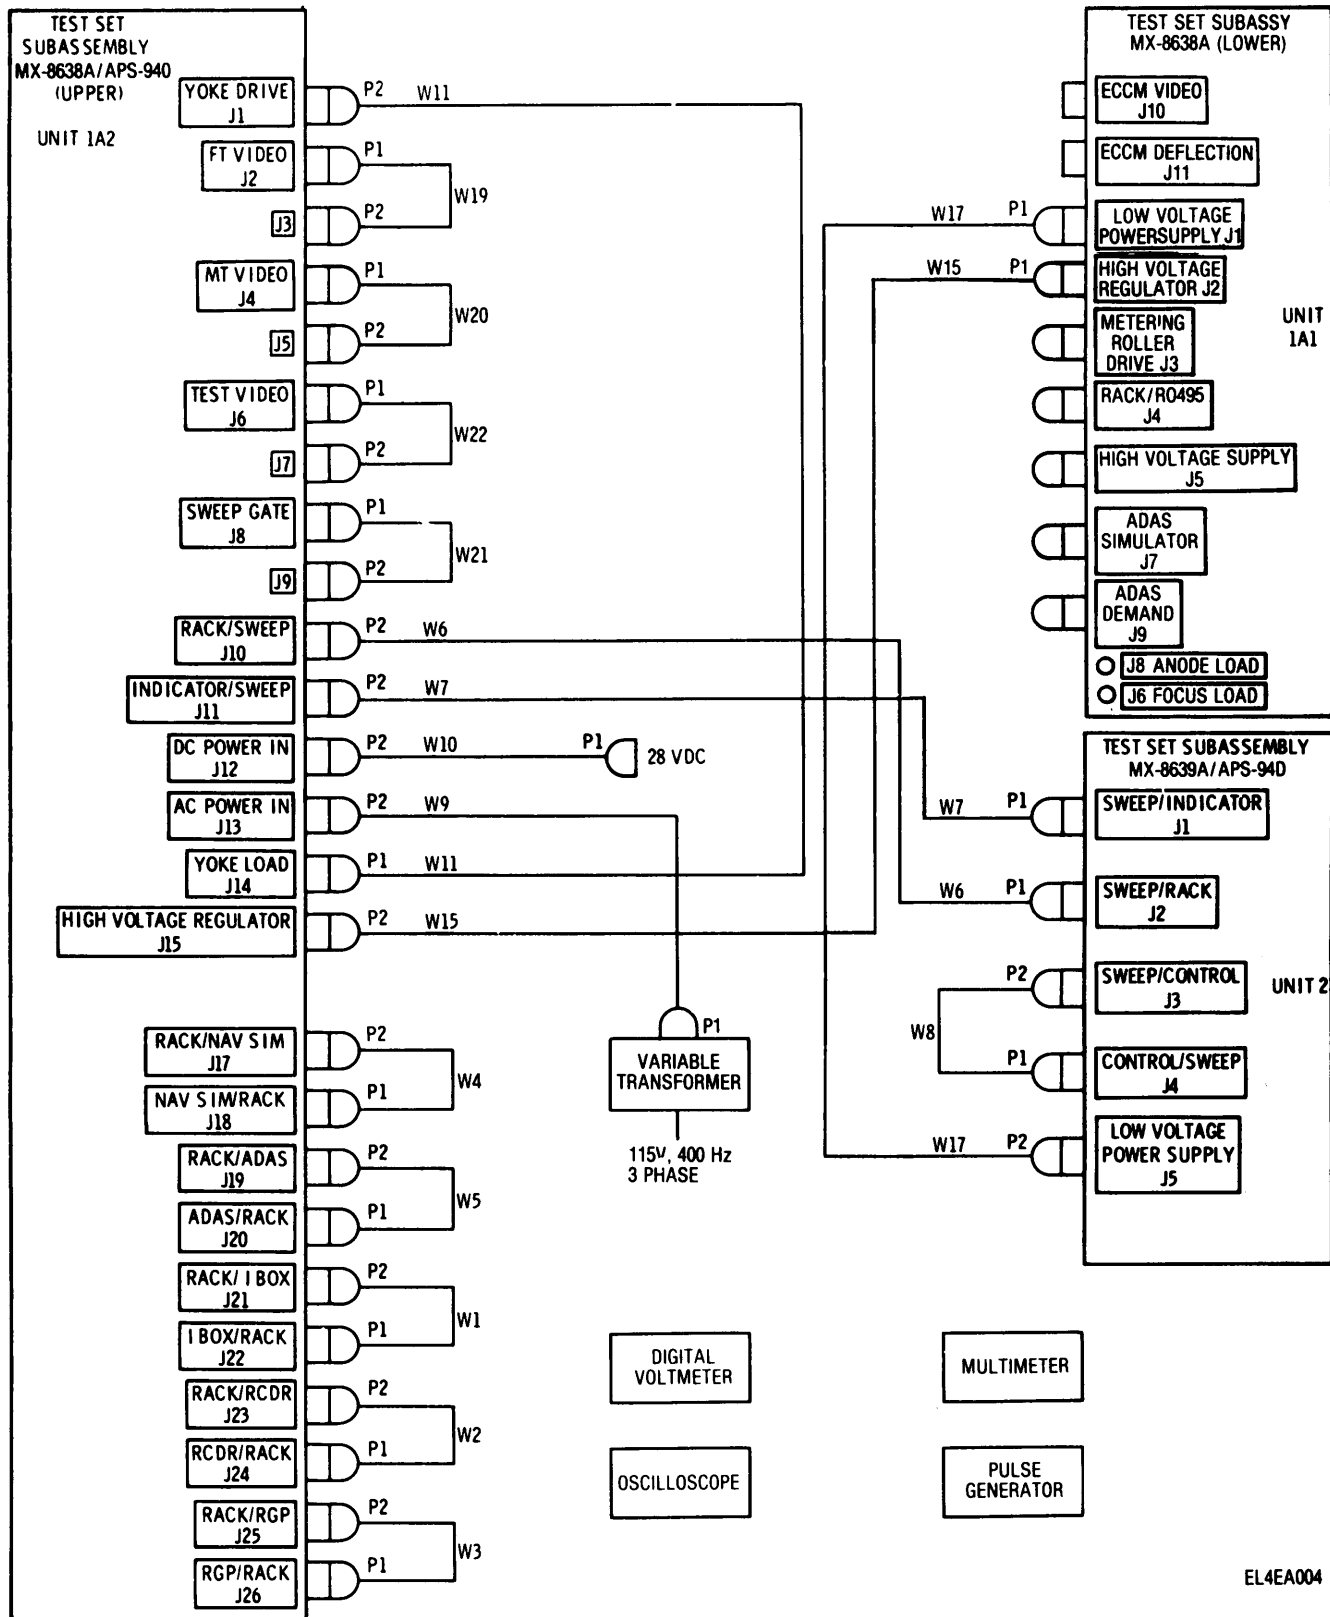 TEST SET
SUBASSEMBLY
MX-8638A/APS-940
(UPPER)
UNIT 1A2
YOKE DRIVE
J1
P2
W11
FT VIDEO
J2
P1
W19
J3
P2
MT VIDEO
J4
P1
W20
J5
P2
TEST VIDEO
J6
P1
W22
J7
P2
SWEEP GATE
J8
P1
W21
J9
P2
RACK/SWEEP
J10
P2
W6
INDICATOR/SWEEP
J11
P2
W7
DC POWER IN
J12
P2
W10
P1
28 VDC
AC POWER IN
J13
P2
W9
YOKE LOAD
J14
P1
W11
HIGH VOLTAGE REGULATOR
J15
P2
W15
P1
VARIABLE
TRANSFORMER
115V, 400 Hz
3 PHASE
RACK/NAV SIM
J17
P2
W4
NAV SIM/RACK
J18
P1
RACK/ADAS
J19
P2
W5
ADAS/RACK
J20
P1
RACK/ I BOX
J21
P2
W1
I BOX/RACK
J22
P1
RACK/RCDR
J23
P2
W2
RCDR/RACK
J24
P1
RACK/RGP
J25
P2
W3
RGP/RACK
J26
P1
TEST SET SUBASSY
MX-8638A (LOWER)
ECCM VIDEO
J10
ECCM DEFLECTION
J11
W17
P1
LOW VOLTAGE
POWERSUPPLY J1
W15
P1
HIGH VOLTAGE
REGULATOR J2
UNIT
1A1
METERING
ROLLER
DRIVE J3
RACK/RO495
J4
HIGH VOLTAGE SUPPLY
J5
ADAS
SIMULATOR
J7
ADAS
DEMAND
J9
J8 ANODE LOAD
J6 FOCUS LOAD
TEST SET SUBASSEMBLY
MX-8639A/APS-94D
W7
P1
SWEEP/INDICATOR
J1
W6
P1
SWEEP/RACK
J2
P2
SWEEP/CONTROL
J3
UNIT 2
W8
P1
CONTROL/SWEEP
J4
W17
P2
LOW VOLTAGE
POWER SUPPLY
J5
DIGITAL
VOLTMETER
MULTIMETER
OSCILLOSCOPE
PULSE
GENERATOR
EL4EA004